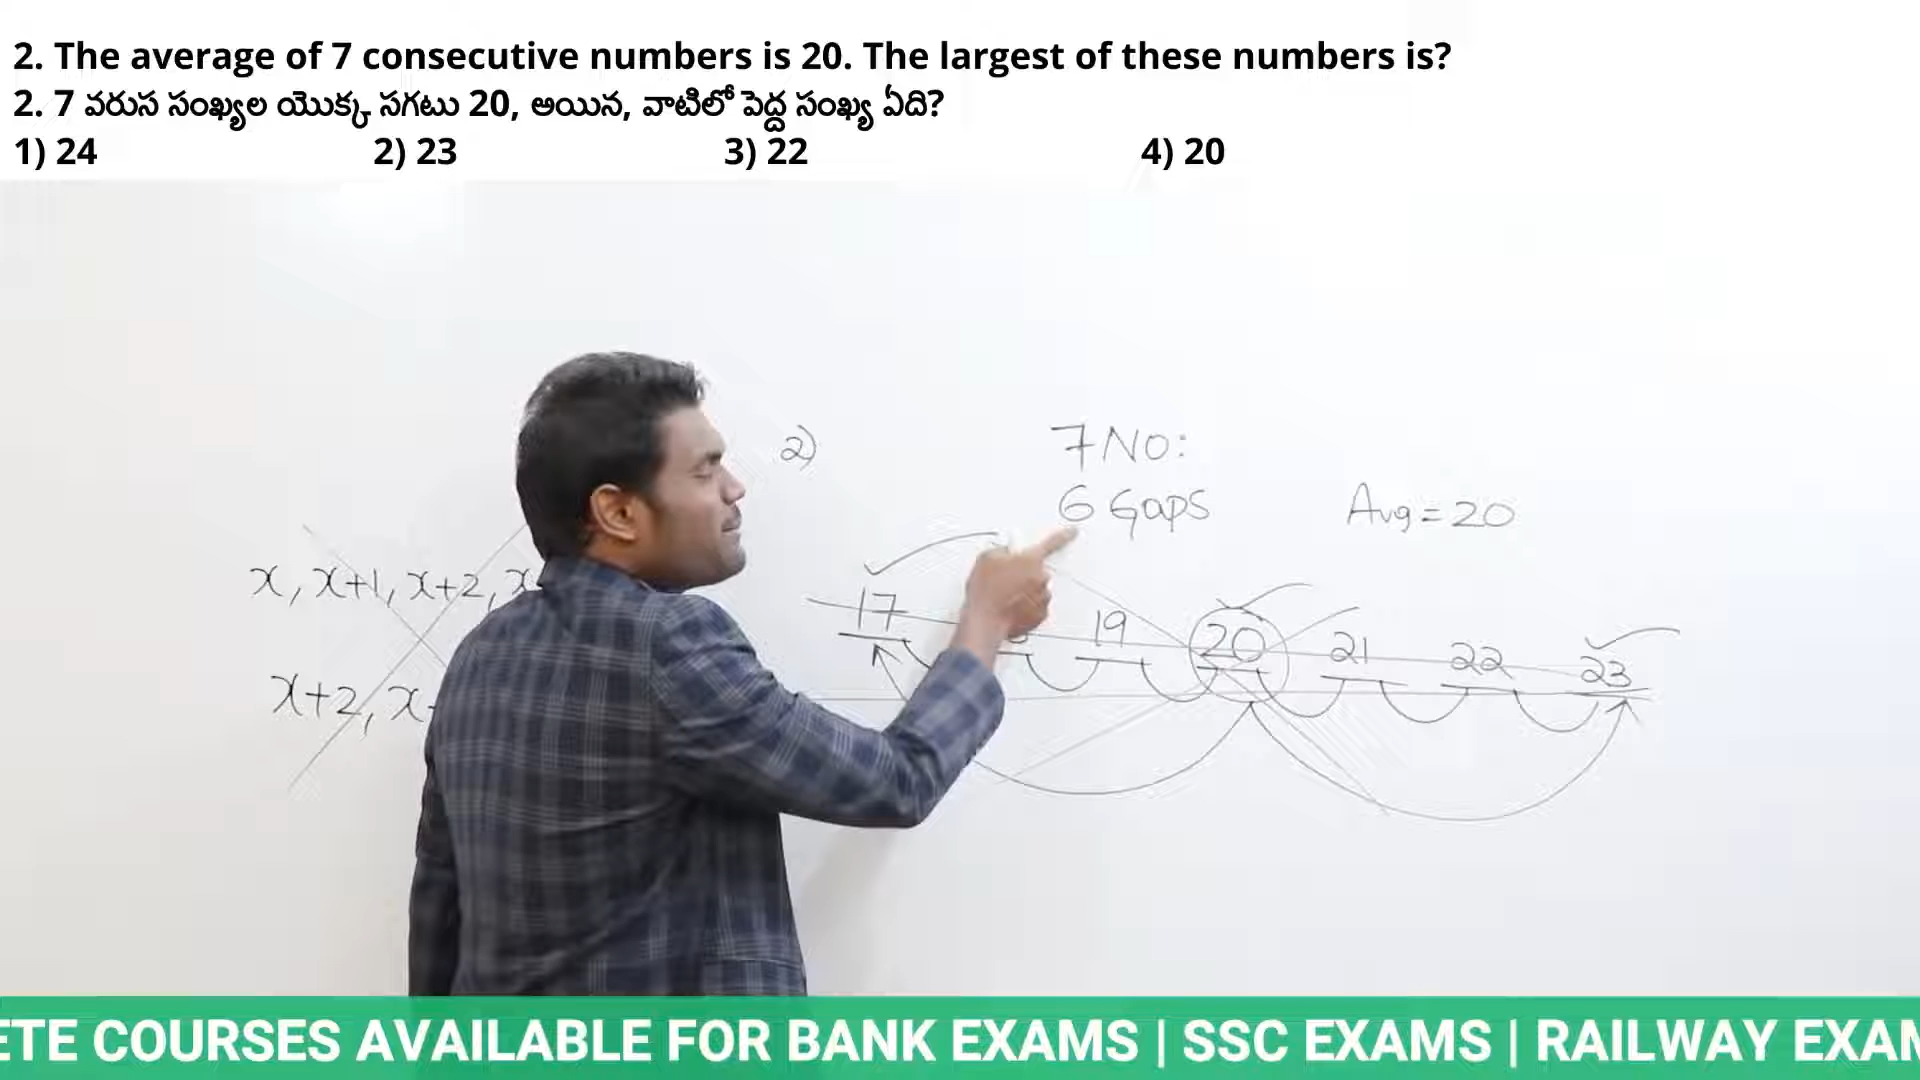 2. The average of 7 consecutive numbers is 20. The largest of these numbers is?
2. 7 వరుస సంఖ్యల యొక్క సగటు 20, అయిన, వాటిలో పెద్ద సంఖ్య ఏది?
1) 24 2) 23 3) 22 4) 20
2) 7 No:
6 Gaps Avg = 20
x, x+1, x+2, x
17 19 20 21 22 23
x+2, x
ETE COURSES AVAILABLE FOR BANK EXAMS | SSC EXAMS | RAILWAY EXAM